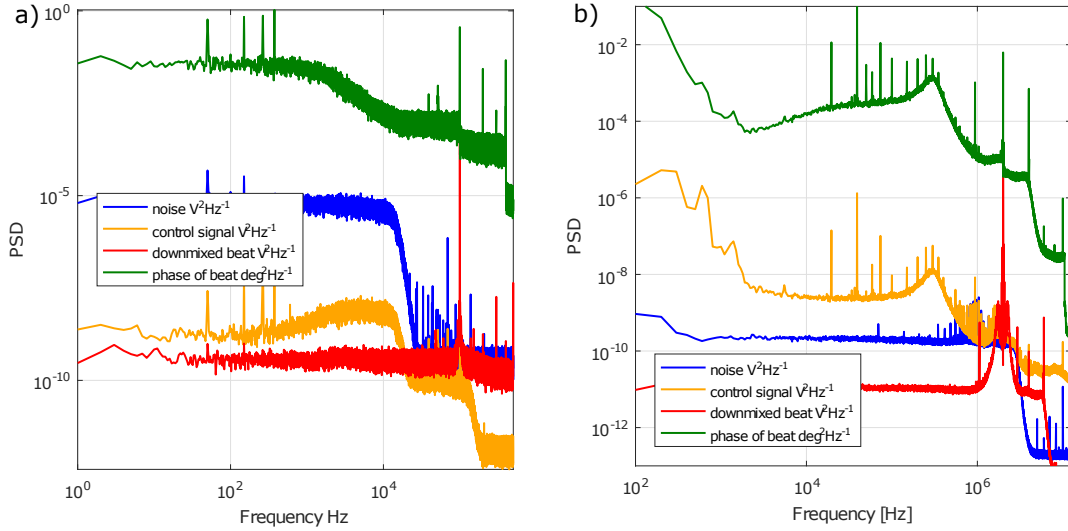 a)
10^0
10^-5
10^-10
PSD
noise V^2Hz^-1
control signal V^2Hz^-1
downmixed beat V^2Hz^-1
phase of beat deg^2Hz^-1
10^0 10^2 10^4
Frequency Hz
b)
10^-2
10^-4
10^-6
10^-8
10^-10
10^-12
PSD
noise V^2Hz^-1
control signal V^2Hz^-1
downmixed beat V^2Hz^-1
phase of beat deg^2Hz^-1
10^2 10^4 10^6
Frequency [Hz]